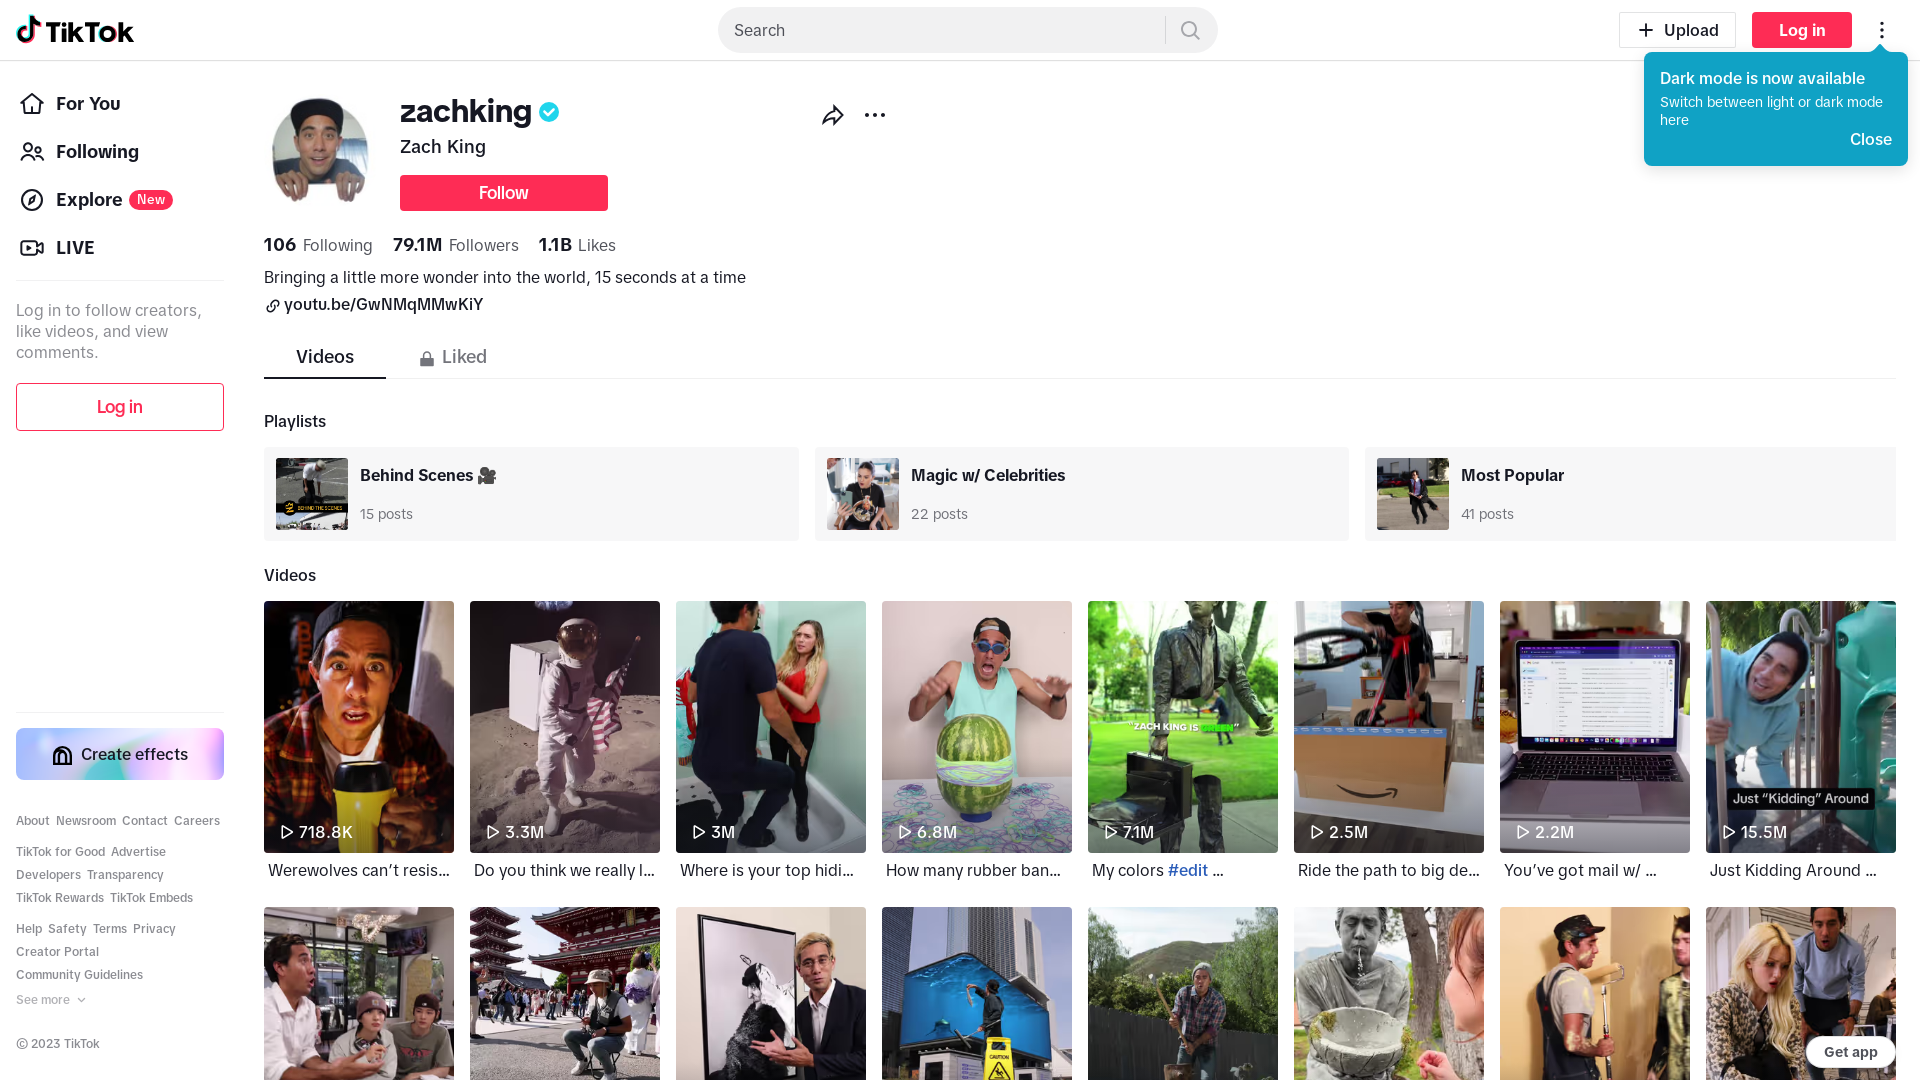 TikTok
Search
Upload
Log in
Dark mode is now available
Switch between light or dark mode
here
Close
For You
Following
Explore New
LIVE
Log in to follow creators,
like videos, and view
comments.
Log in
Create effects
About Newsroom Contact Careers
TikTok for Good Advertise
Developers Transparency
TikTok Rewards TikTok Embeds
Help Safety Terms Privacy
Creator Portal
Community Guidelines
See more
© 2023 TikTok
zachking
Zach King
Follow
106 Following 79.1M Followers 1.1B Likes
Bringing a little more wonder into the world, 15 seconds at a time
youtu.be/GwNMqMMwKiY
Videos Liked
Playlists
Behind Scenes 🎥
15 posts
BEHIND THE SCENES
Magic w/ Celebrities
22 posts
Most Popular
41 posts
Videos
718.8K
Werewolves can’t resis...
3.3M
Do you think we really l...
3M
Where is your top hidi...
6.8M
How many rubber ban...
"ZACH KING IS GREEN"
7.1M
My colors #edit ...
2.5M
Ride the path to big de...
2.2M
You’ve got mail w/ ...
Just “Kidding” Around
15.5M
Just Kidding Around ...
CAUTION
Get app